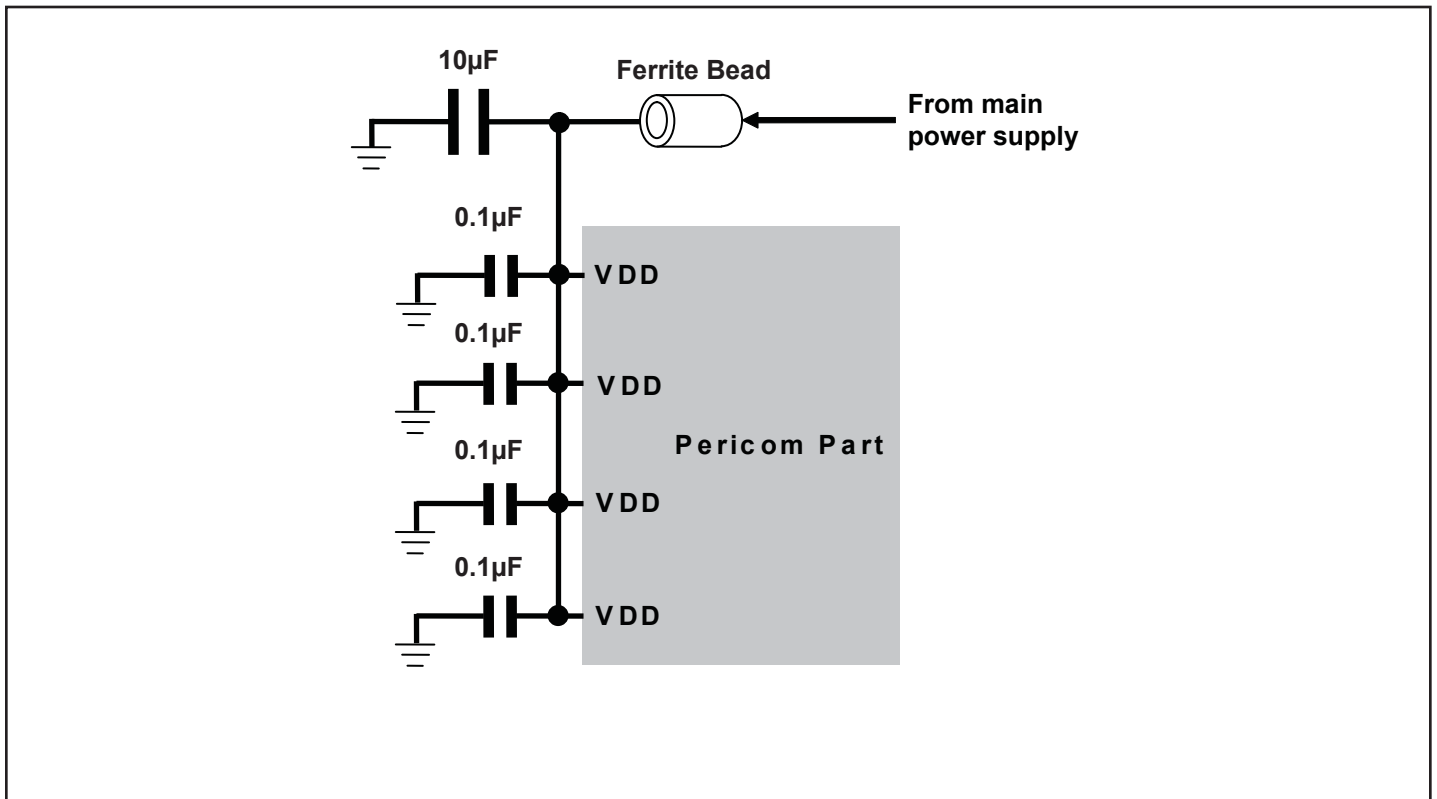 10µF
Ferrite Bead
From main
power supply
0.1µF
VDD
0.1µF
VDD
Pericom Part
0.1µF
VDD
0.1µF
VDD